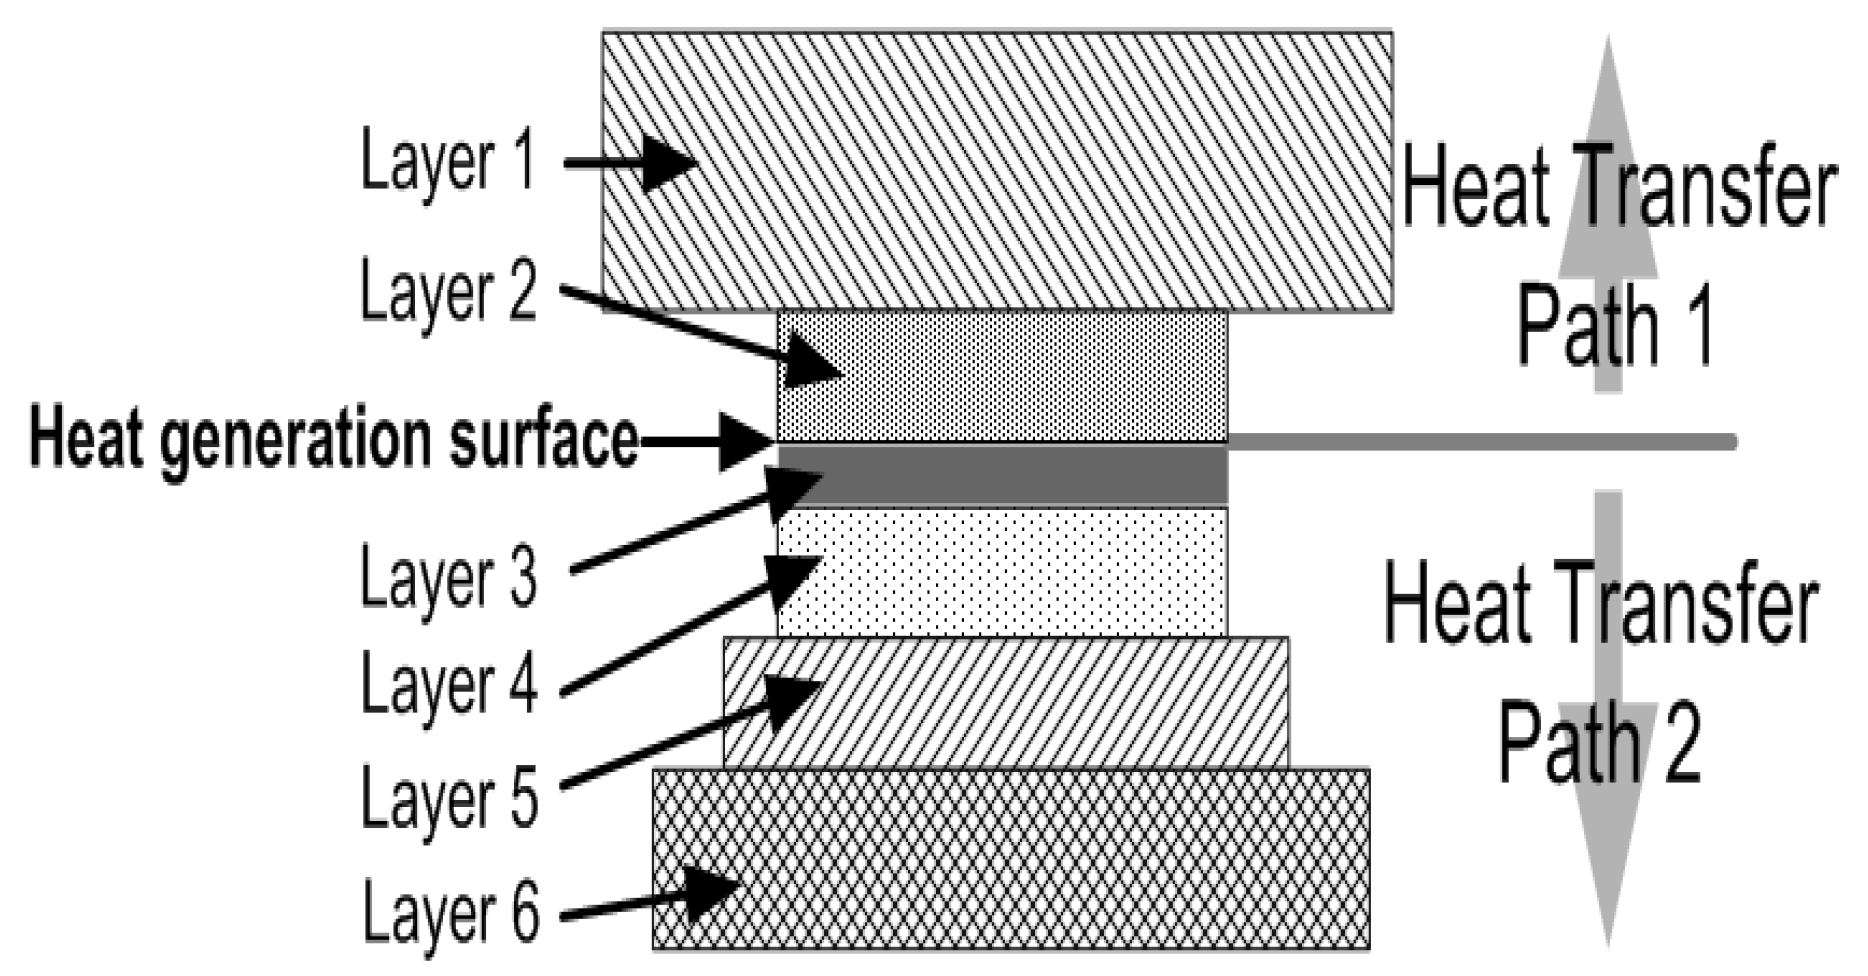 Layer 1
Layer 2
Heat generation surface
Layer 3
Layer 4
Layer 5
Layer 6
Heat Transfer
Path 1
Heat Transfer
Path 2